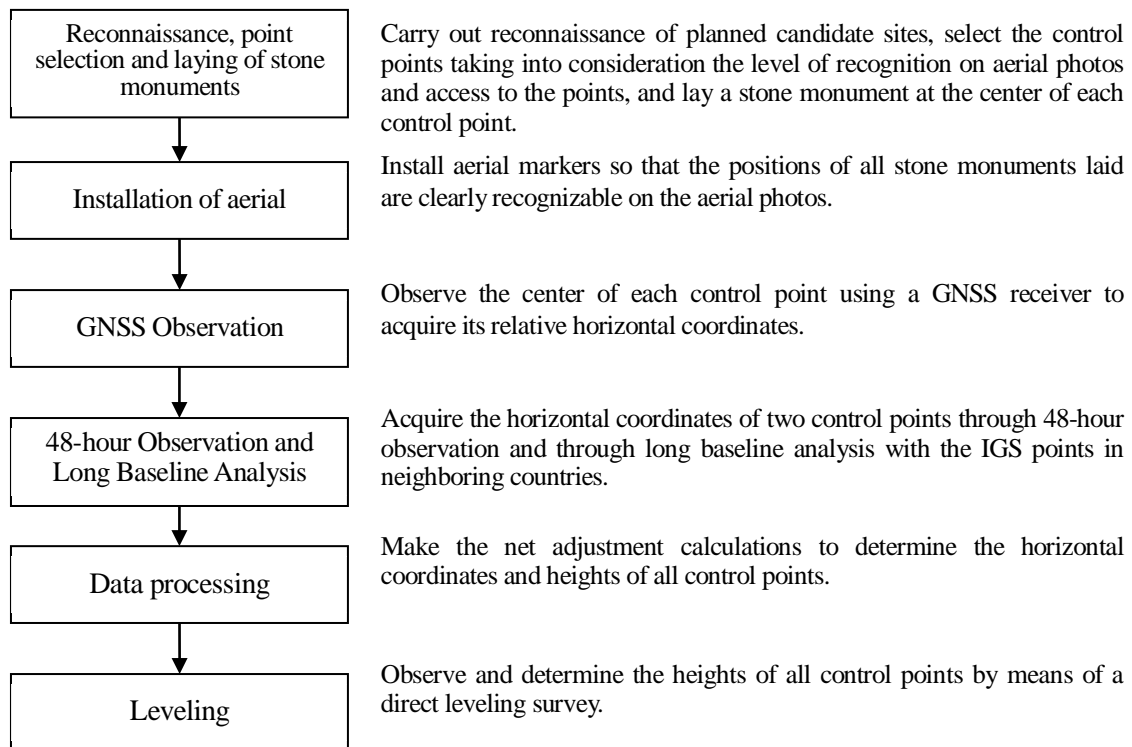 Reconnaissance, point
selection and laying of stone
monuments
Carry out reconnaissance of planned candidate sites, select the control
points taking into consideration the level of recognition on aerial photos
and access to the points, and lay a stone monument at the center of each
control point.
Installation of aerial
Install aerial markers so that the positions of all stone monuments laid
are clearly recognizable on the aerial photos.
GNSS Observation
Observe the center of each control point using a GNSS receiver to
acquire its relative horizontal coordinates.
48-hour Observation and
Long Baseline Analysis
Acquire the horizontal coordinates of two control points through 48-hour
observation and through long baseline analysis with the IGS points in
neighboring countries.
Data processing
Make the net adjustment calculations to determine the horizontal
coordinates and heights of all control points.
Leveling
Observe and determine the heights of all control points by means of a
direct leveling survey.